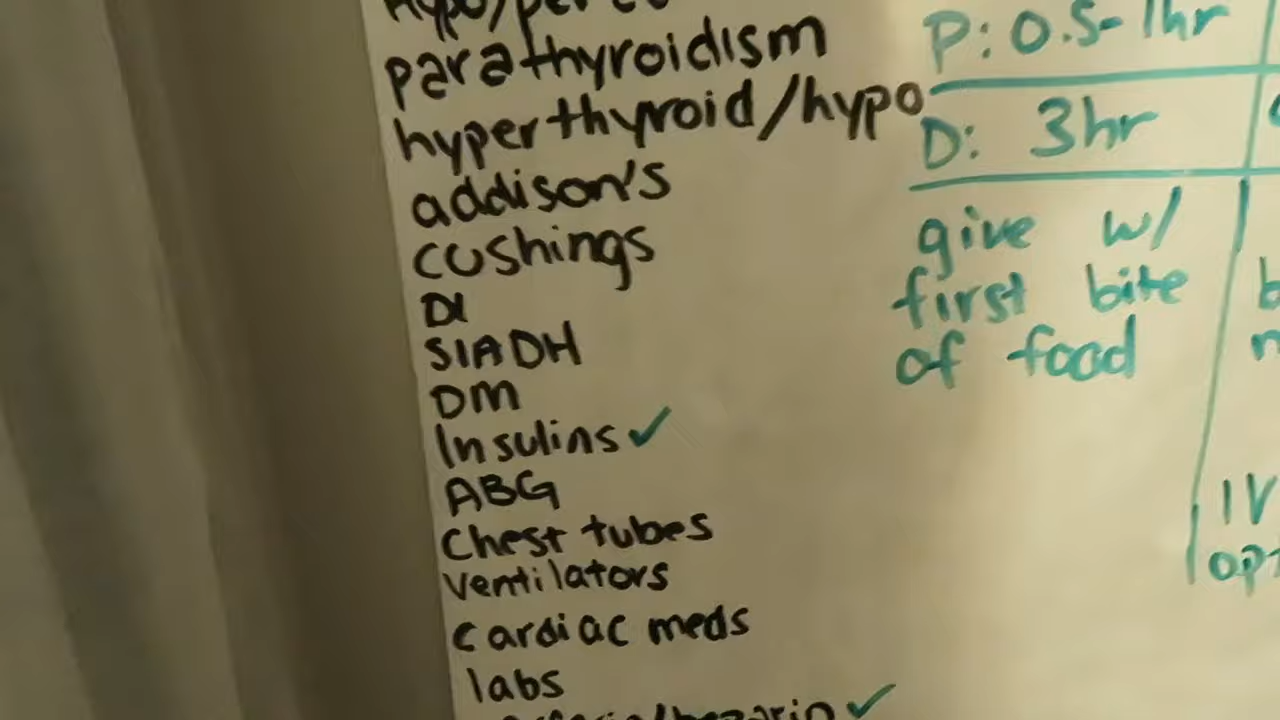 parathyroidism
hyperthyroid/hypo
addison's
cushings
DI
SIADH
DM
Insulins ✓
ABG
Chest tubes
ventilators
cardiac meds
labs
P: 0.5-1hr
D: 3hr
give w/
first bite
of food
IV